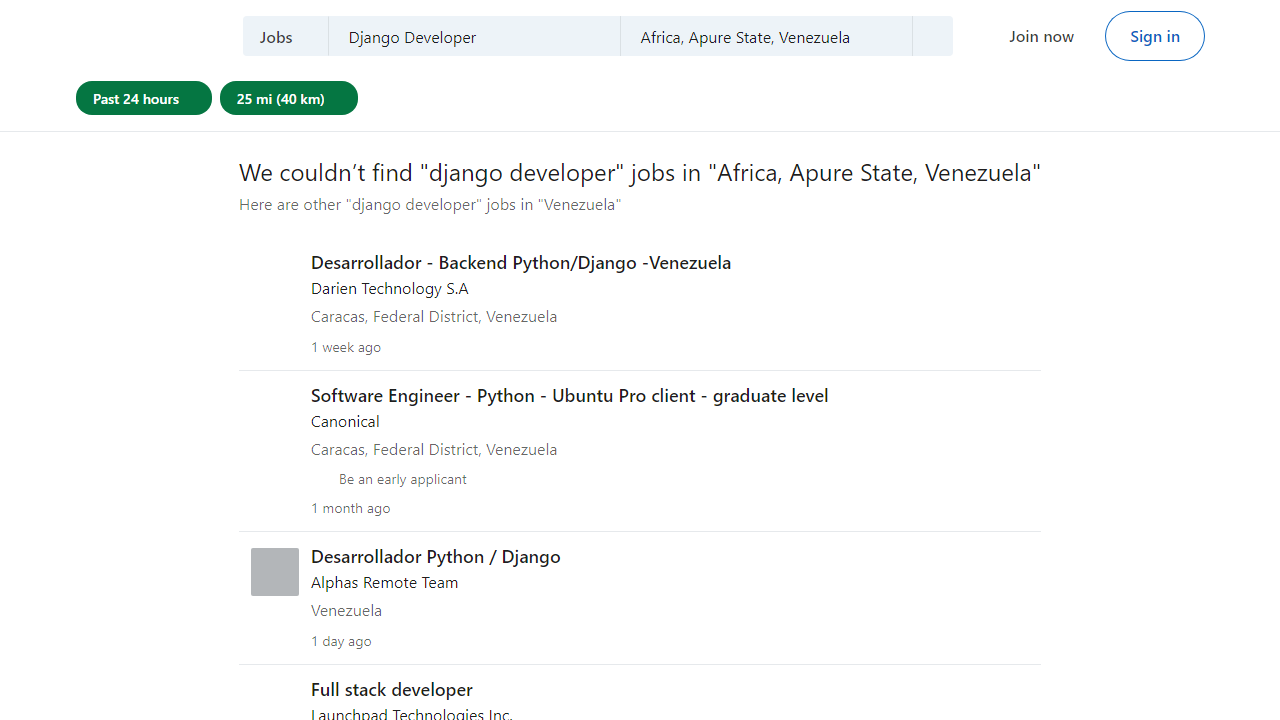 Jobs
Django Developer
Africa, Apure State, Venezuela
Join now
Sign in
Past 24 hours
25 mi (40 km)
We couldn’t find "django developer" jobs in "Africa, Apure State, Venezuela"
Here are other "django developer" jobs in "Venezuela"
Desarrollador - Backend Python/Django -Venezuela
Darien Technology S.A
Caracas, Federal District, Venezuela
1 week ago
Software Engineer - Python - Ubuntu Pro client - graduate level
Canonical
Caracas, Federal District, Venezuela
Be an early applicant
1 month ago
Desarrollador Python / Django
Alphas Remote Team
Venezuela
1 day ago
Full stack developer
Launchpad Technologies Inc.